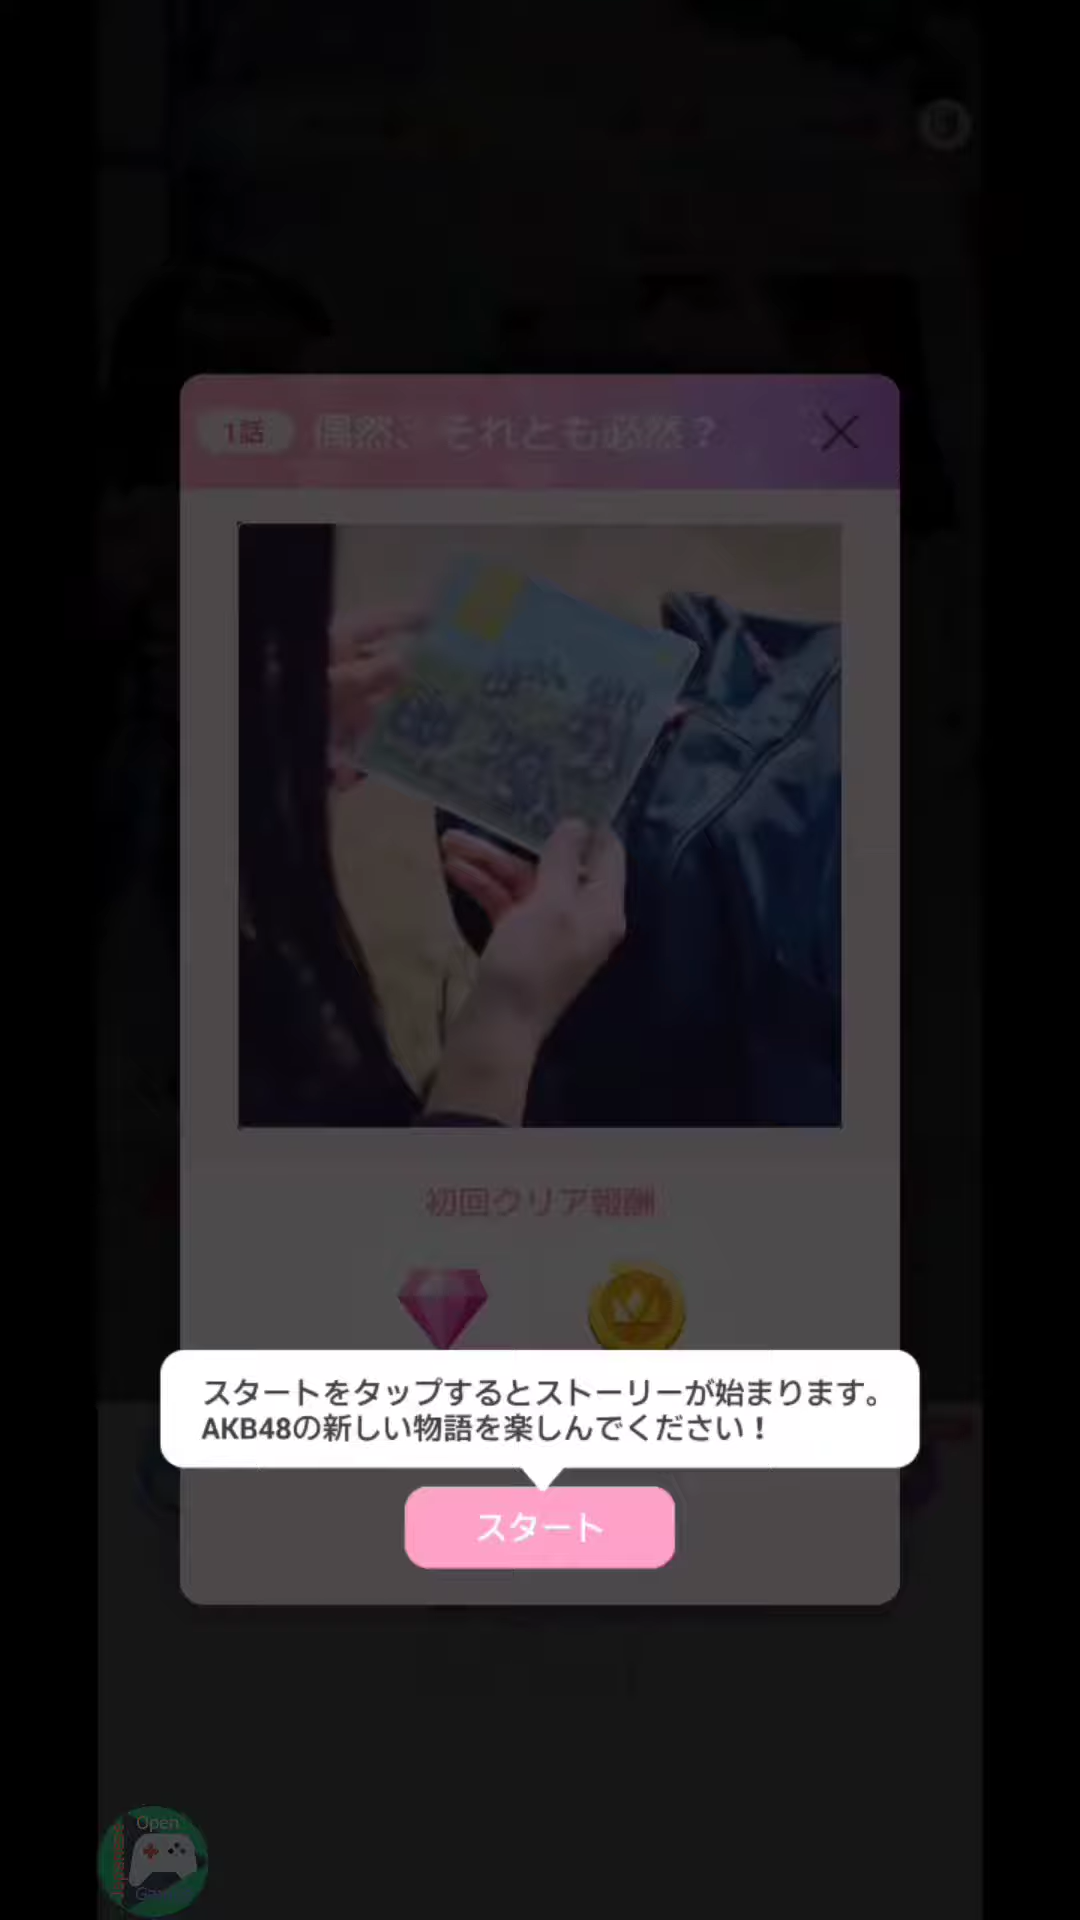 1話 偶然、それとも必然？
初回クリア報酬
スタートをタップするとストーリーが始まります。
AKB48の新しい物語を楽しんでください！
スタート
Open
Japanese
Game